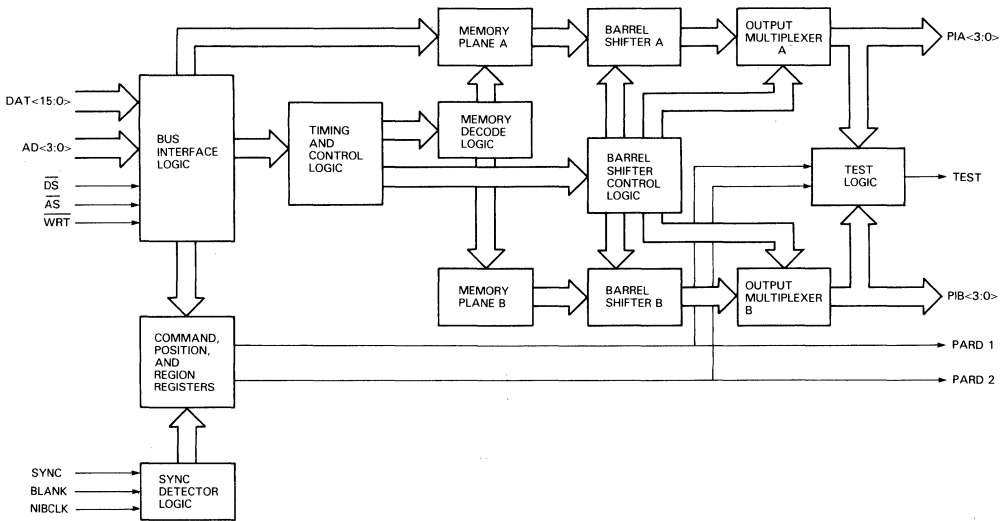 MEMORY
PLANE A
BARREL
SHIFTER A
OUTPUT
MULTIPLEXER
A
PIA<3:0>
DAT<15:0>
AD<3:0>
DS
AS
WRT
BUS
INTERFACE
LOGIC
TIMING
AND
CONTROL
LOGIC
MEMORY
DECODE
LOGIC
BARREL
SHIFTER
CONTROL
LOGIC
TEST
LOGIC
TEST
MEMORY
PLANE B
BARREL
SHIFTER B
OUTPUT
MULTIPLEXER
B
PIB<3:0>
COMMAND,
POSITION,
AND
REGION
REGISTERS
PARD 1
PARD 2
SYNC
BLANK
NIBCLK
SYNC
DETECTOR
LOGIC